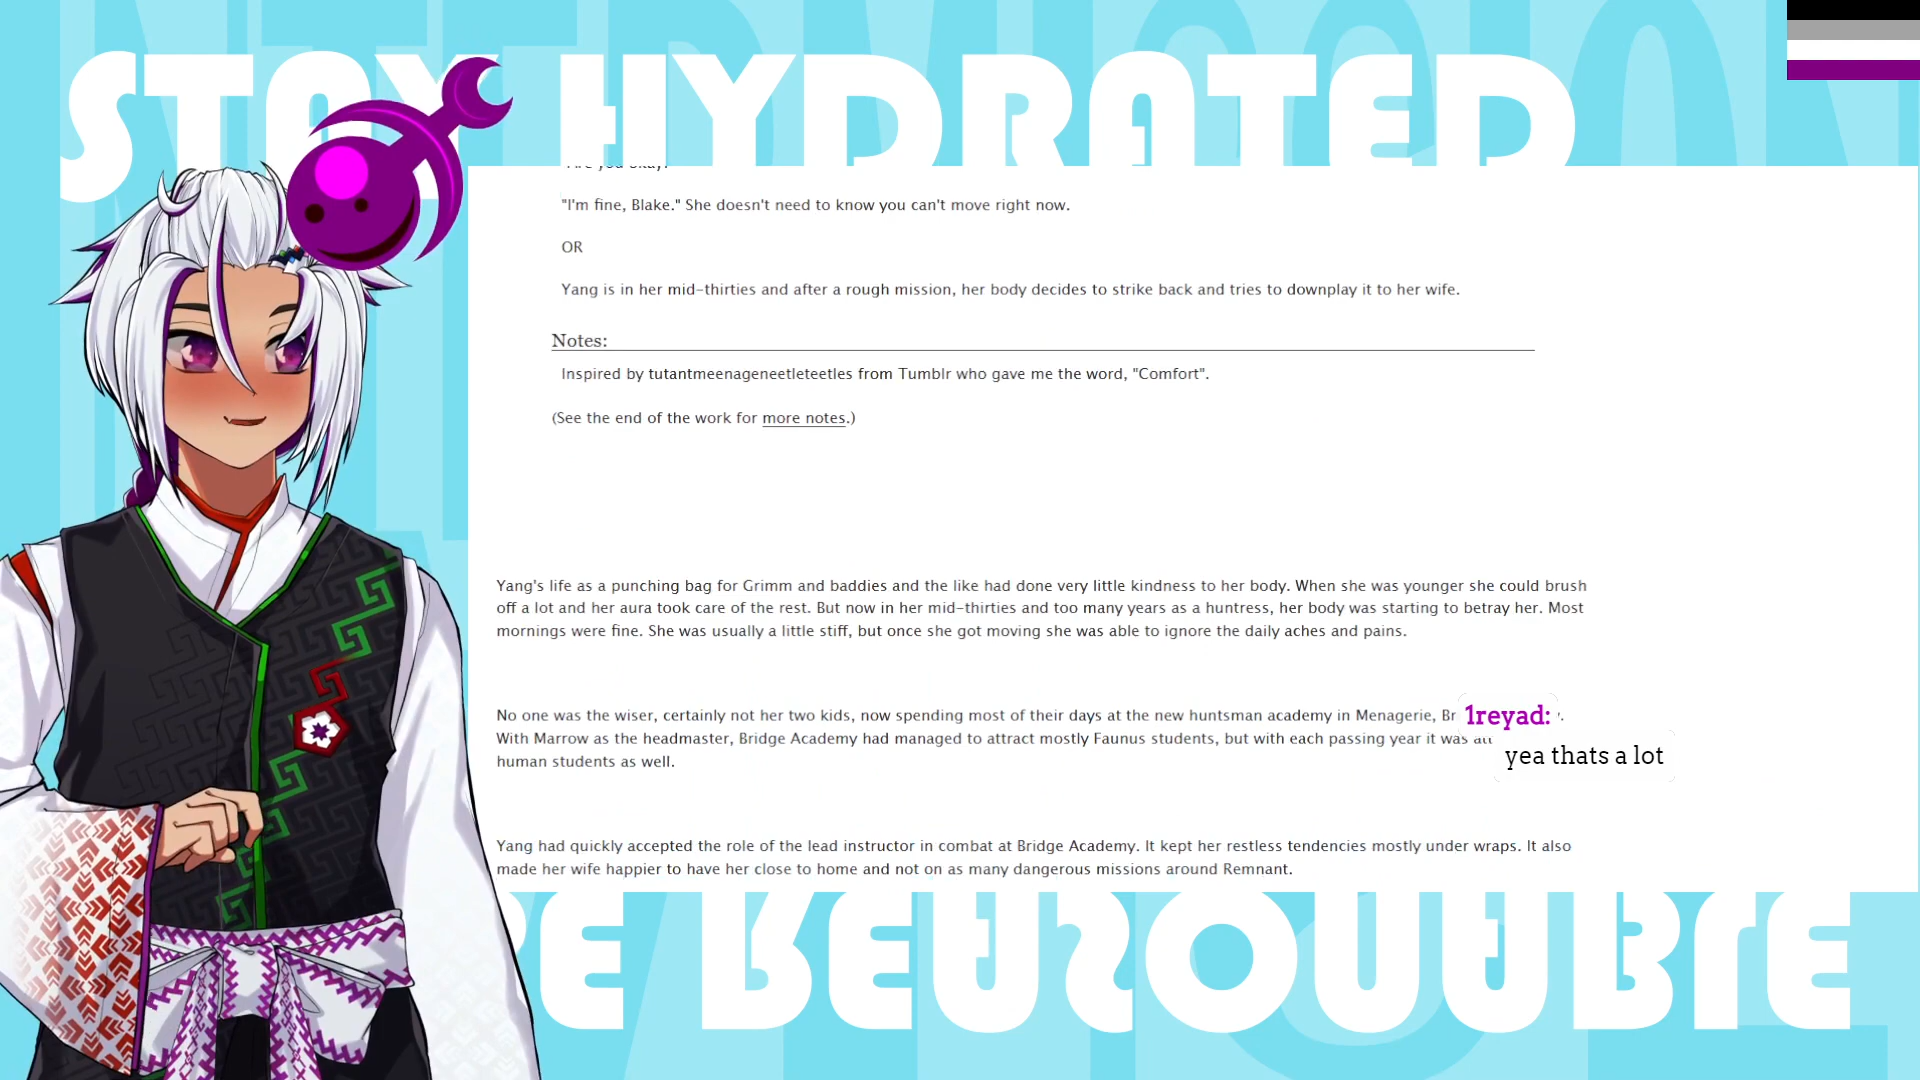 STAY HYDRATED
"Are you okay?"
"I'm fine, Blake." She doesn't need to know you can't move right now.
OR
Yang is in her mid-thirties and after a rough mission, her body decides to strike back and tries to downplay it to her wife.
Notes:
Inspired by tutantmeenageneetleteetles from Tumblr who gave me the word, "Comfort".
(See the end of the work for more notes.)
Yang's life as a punching bag for Grimm and baddies and the like had done very little kindness to her body. When she was younger she could brush
off a lot and her aura took care of the rest. But now in her mid-thirties and too many years as a huntress, her body was starting to betray her. Most
mornings were fine. She was usually a little stiff, but once she got moving she was able to ignore the daily aches and pains.
No one was the wiser, certainly not her two kids, now spending most of their days at the new huntsman academy in Menagerie, Br
With Marrow as the headmaster, Bridge Academy had managed to attract mostly Faunus students, but with each passing year it was
human students as well.
1reyad:
yea thats a lot
Yang had quickly accepted the role of the lead instructor in combat at Bridge Academy. It kept her restless tendencies mostly under wraps. It also
made her wife happier to have her close to home and not on as many dangerous missions around Remnant.